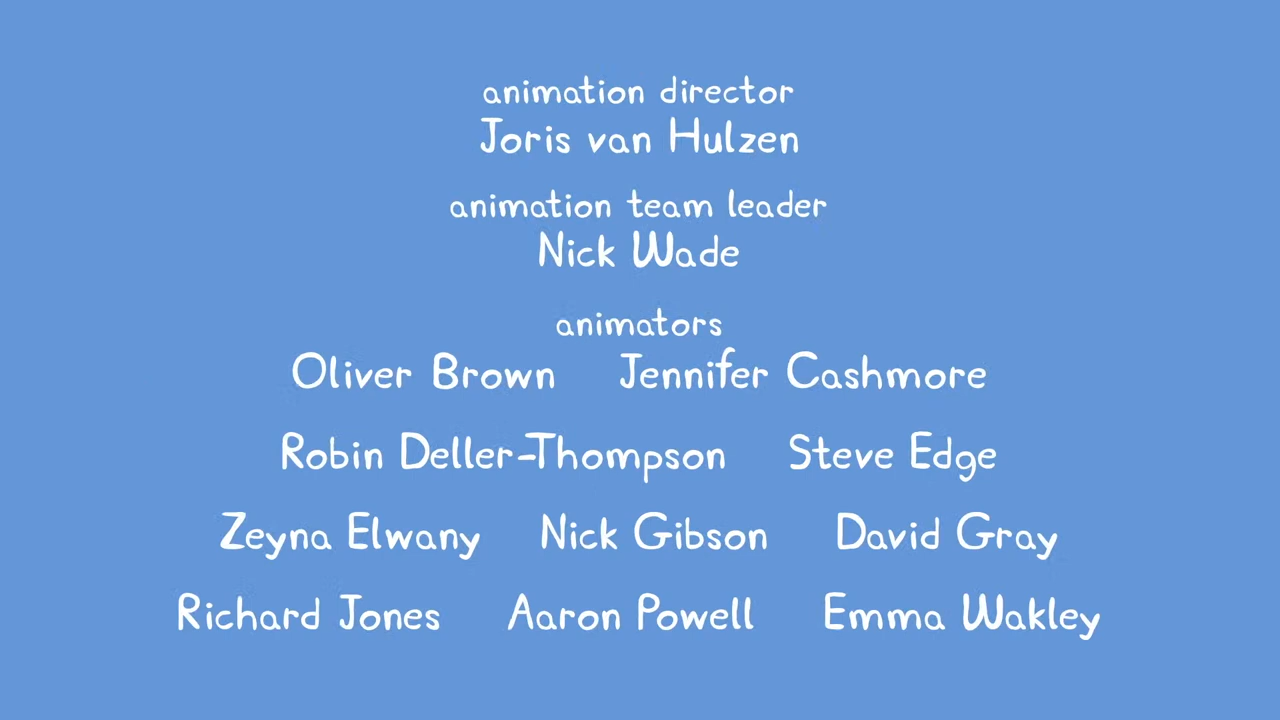 animation director
Joris van Hulzen
animation team leader
Nick Wade
animators
Oliver Brown Jennifer Cashmore
Robin Deller-Thompson Steve Edge
Zeyna Elwany Nick Gibson David Gray
Richard Jones Aaron Powell Emma Wakley